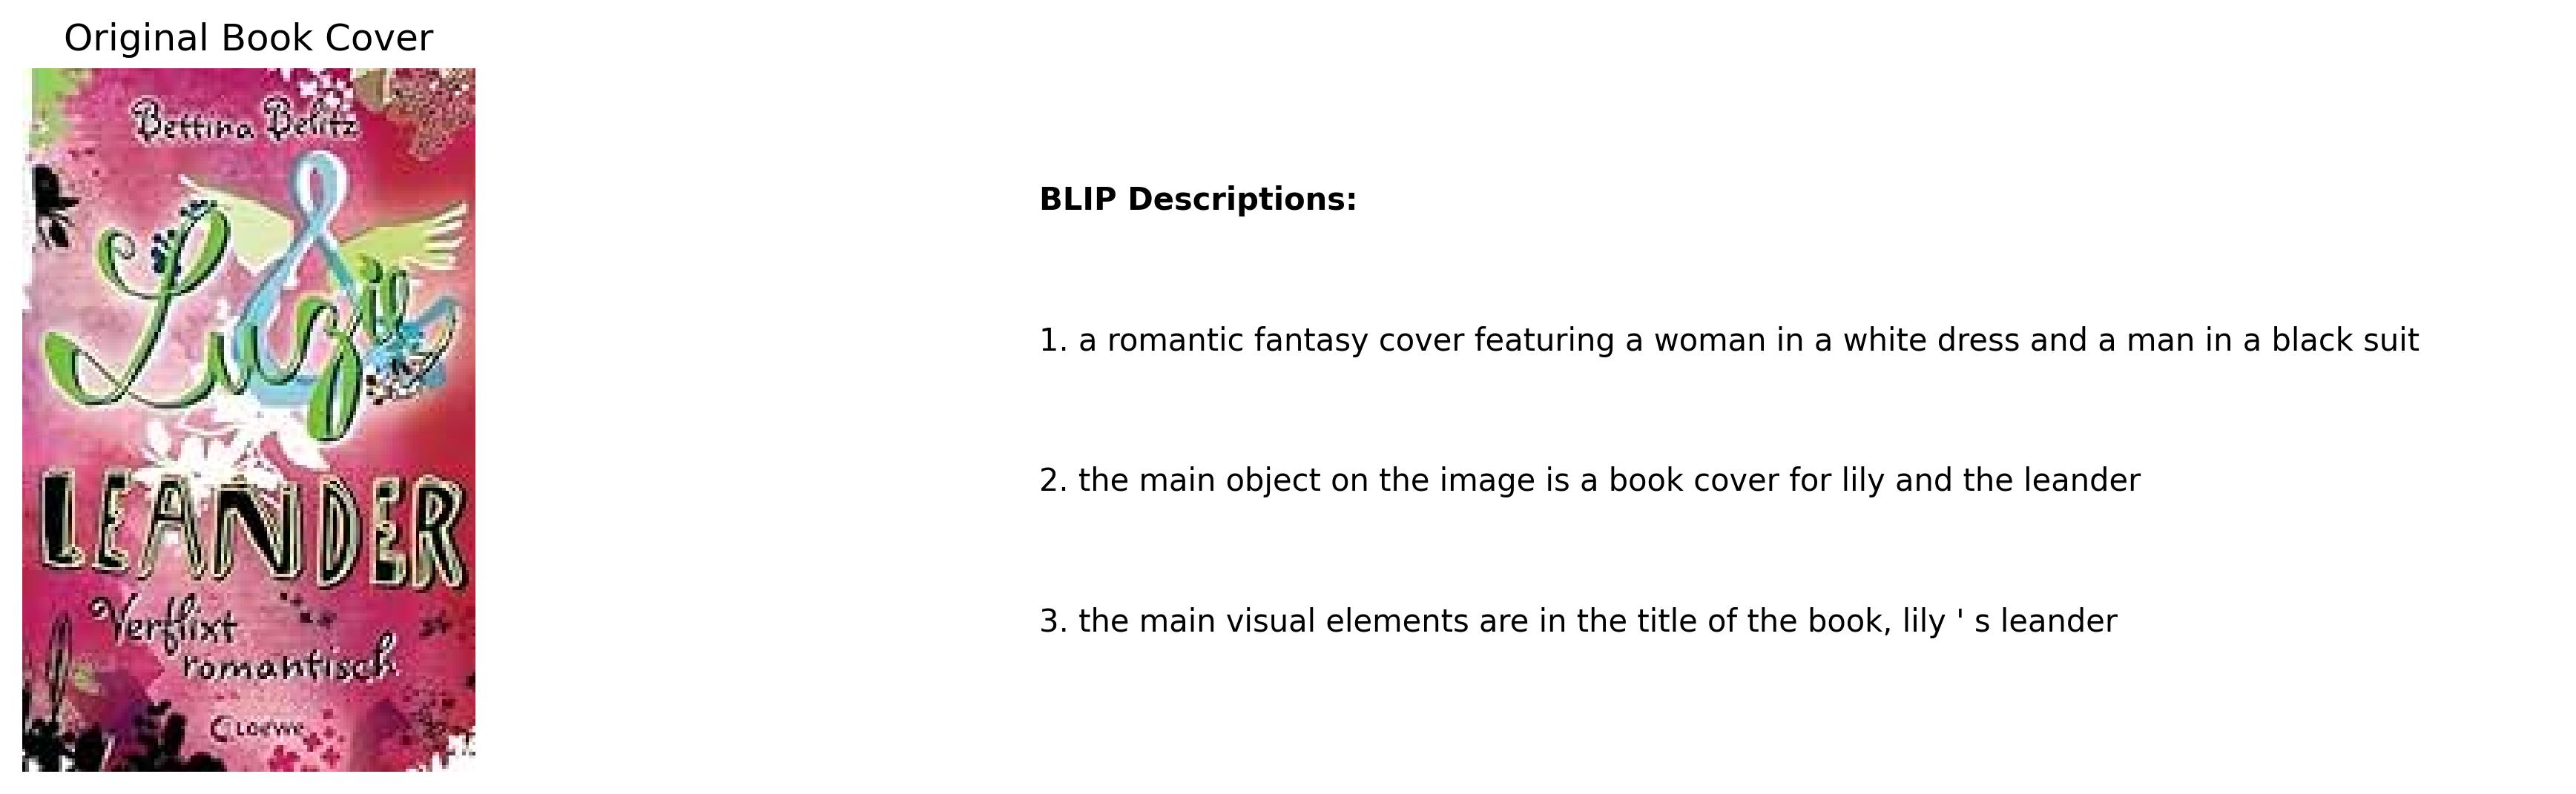 Original Book Cover
Bettina Belitz
Luzie
&
LEANDER
Verflixt
romantisch
Loewe
BLIP Descriptions:
1. a romantic fantasy cover featuring a woman in a white dress and a man in a black suit
2. the main object on the image is a book cover for lily and the leander
3. the main visual elements are in the title of the book, lily ' s leander